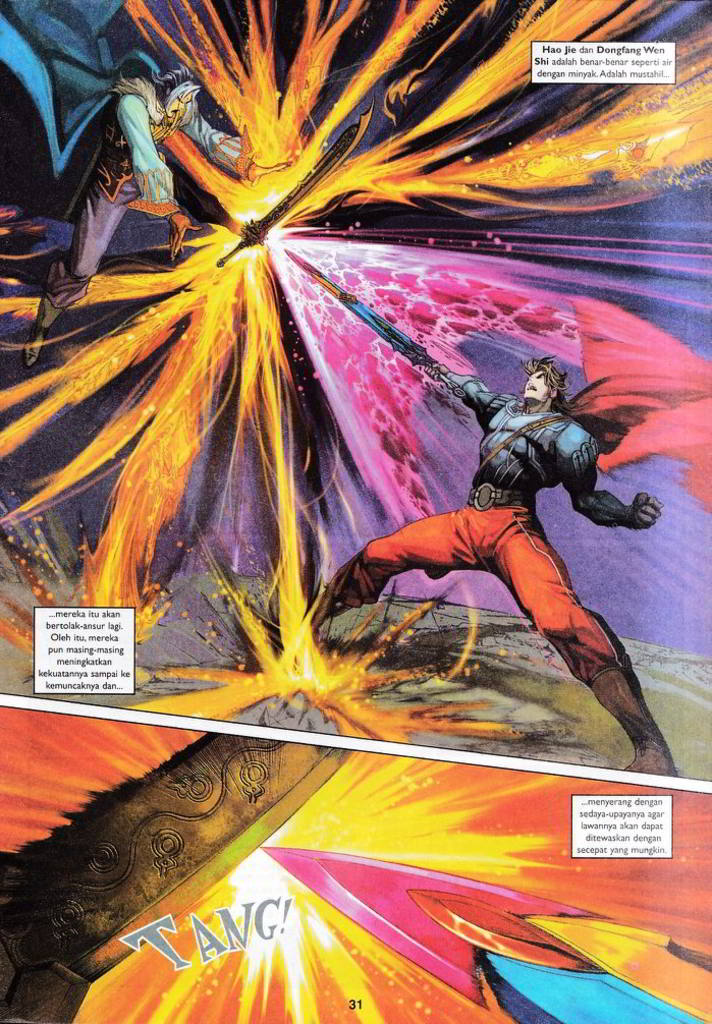 Hao Jie dan Dongfang Wen
Shi adalah benar-benar seperti air
dengan minyak. Adalah mustahil...
...mereka itu akan
bertolak-ansur lagi.
Oleh itu, mereka
pun masing-masing
meningkatkan
kekuatannya sampai ke
kemuncaknya dan...
...menyerang dengan
sedaya-upayanya agar
lawannya akan dapat
ditewaskan dengan
secepat yang mungkin.
TANG!
31